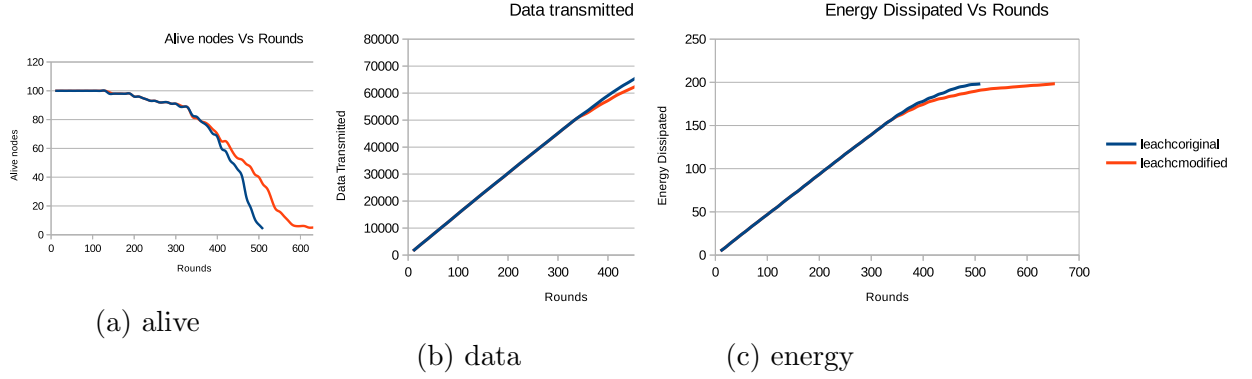 Alive nodes Vs Rounds
Alive nodes
120
100
80
60
40
20
0
0 100 200 300 400 500 600
Rounds
(a) alive
Data transmitted
Data Transmitted
80000
70000
60000
50000
40000
30000
20000
10000
0
0 100 200 300 400
Rounds
(b) data
Energy Dissipated Vs Rounds
Energy Dissipated
250
200
150
100
50
0
0 100 200 300 400 500 600 700
Rounds
leachcoriginal
leachcmodified
(c) energy